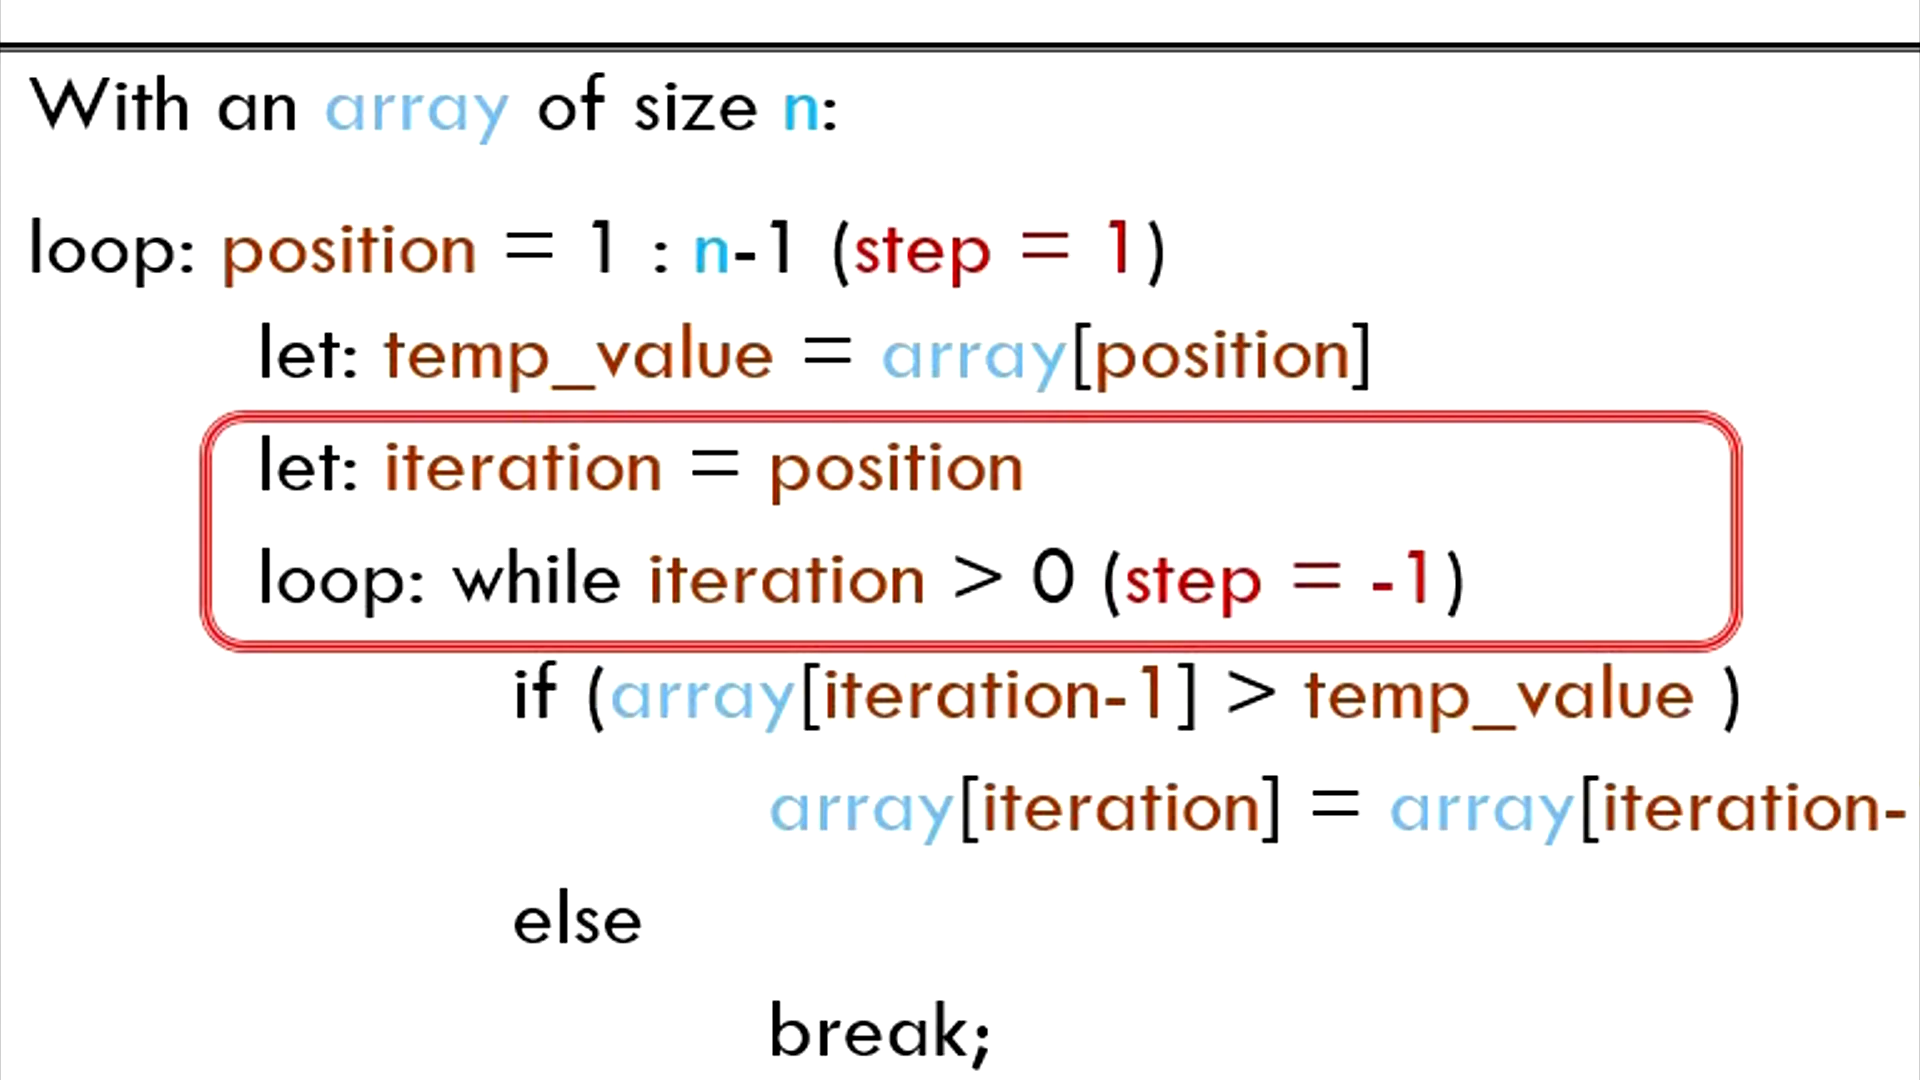 With an array of size n:
loop: position = 1 : n-1 (step = 1)
let: temp_value = array[position]
let: iteration = position
loop: while iteration > 0 (step = -1)
if (array[iteration-1] > temp_value )
array[iteration] = array[iteration-
else
break;